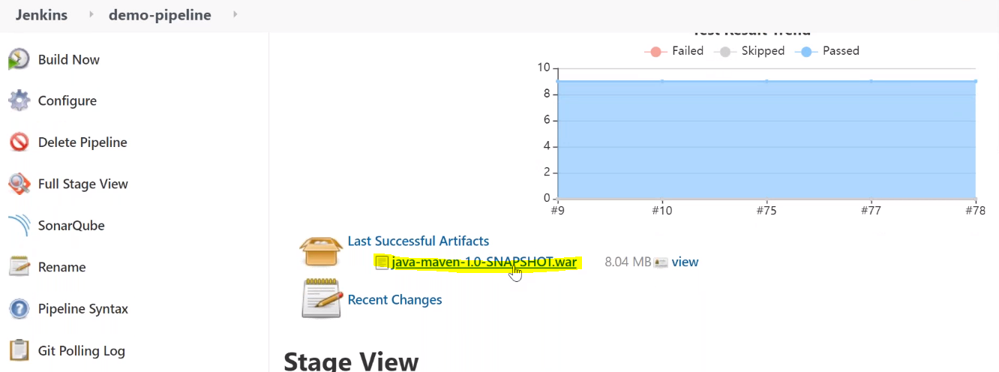 Jenkins demo-pipeline
Build Now
Configure
Delete Pipeline
Full Stage View
SonarQube
Rename
Pipeline Syntax
Git Polling Log
Test Result Trend
Failed Skipped Passed
10
8
6
4
2
0
#9 #10 #75 #77 #78
Last Successful Artifacts
java-maven-1.0-SNAPSHOT.war 8.04 MB view
Recent Changes
Stage View